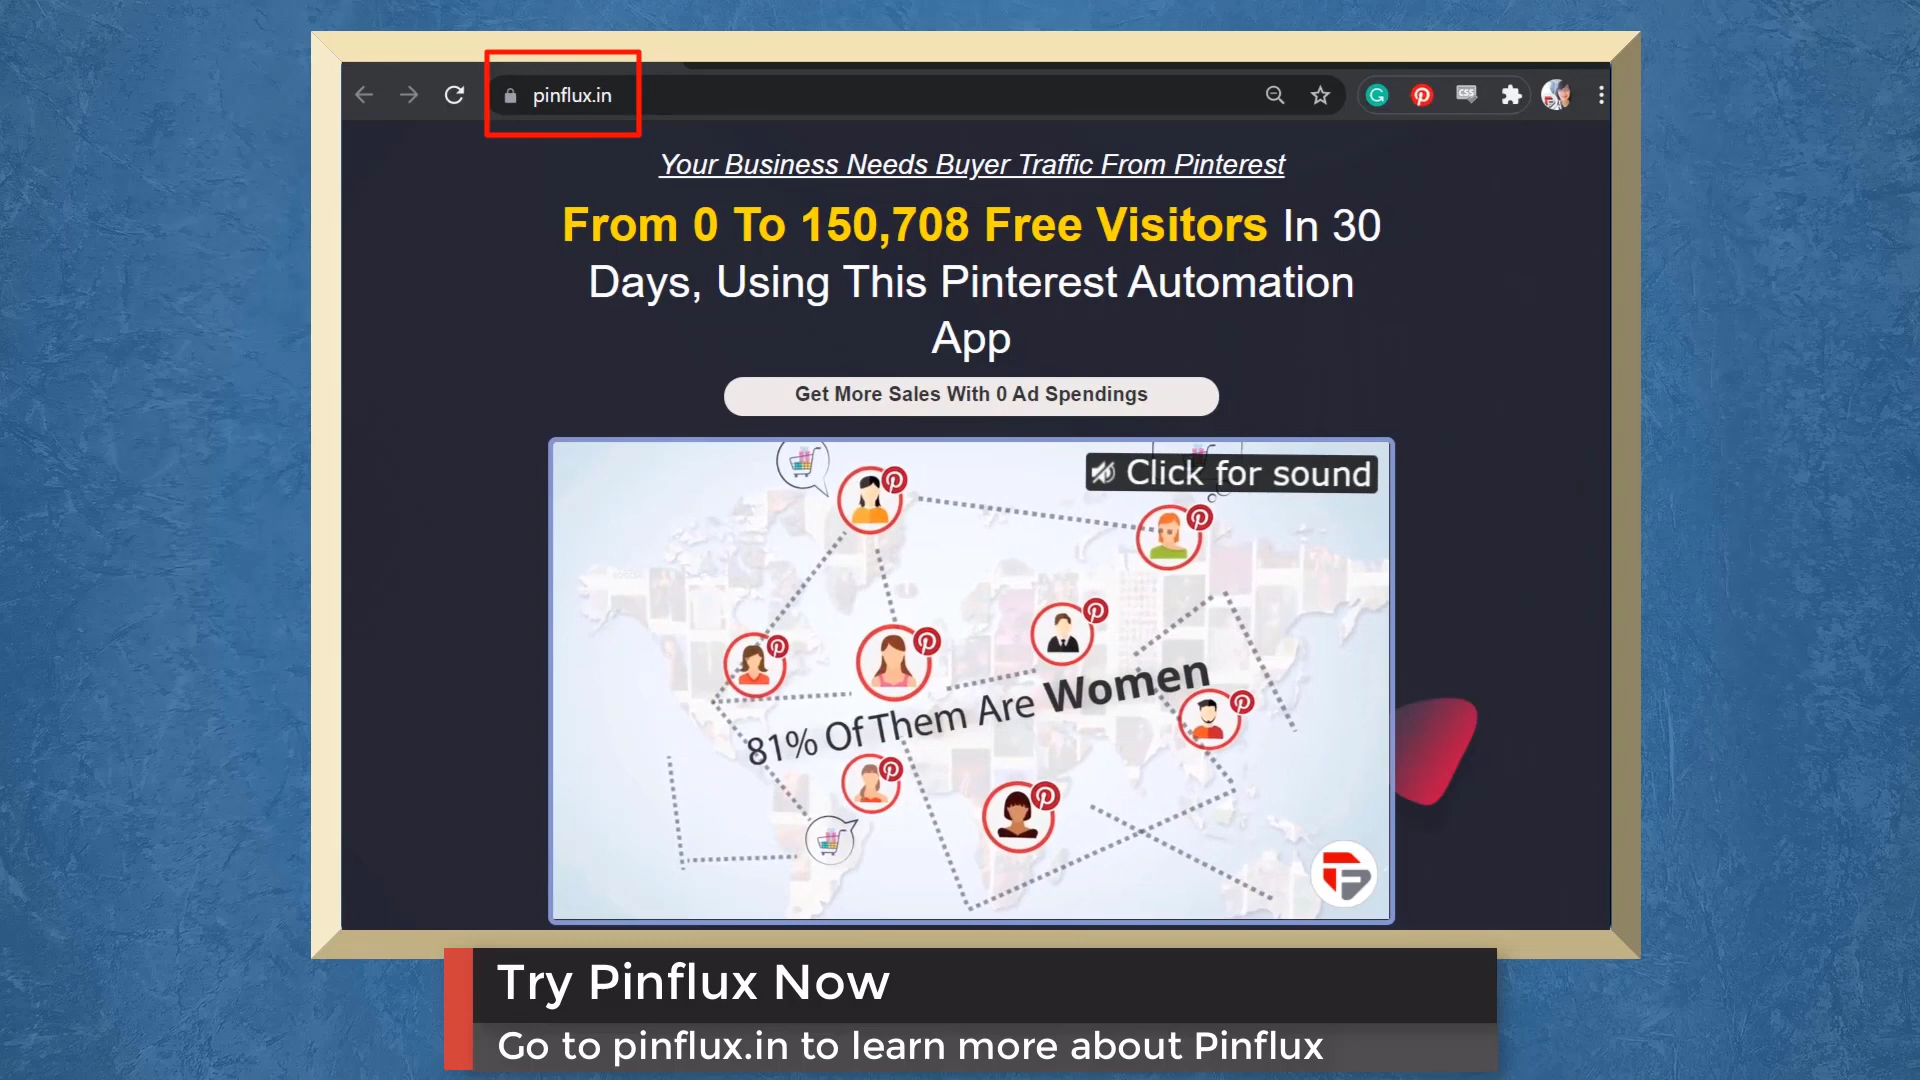 pinflux.in
CSS
Your Business Needs Buyer Traffic From Pinterest
From 0 To 150,708 Free Visitors In 30
Days, Using This Pinterest Automation
App
Get More Sales With 0 Ad Spendings
Click for sound
81% Of Them Are Women
Try Pinflux Now
Go to pinflux.in to learn more about Pinflux